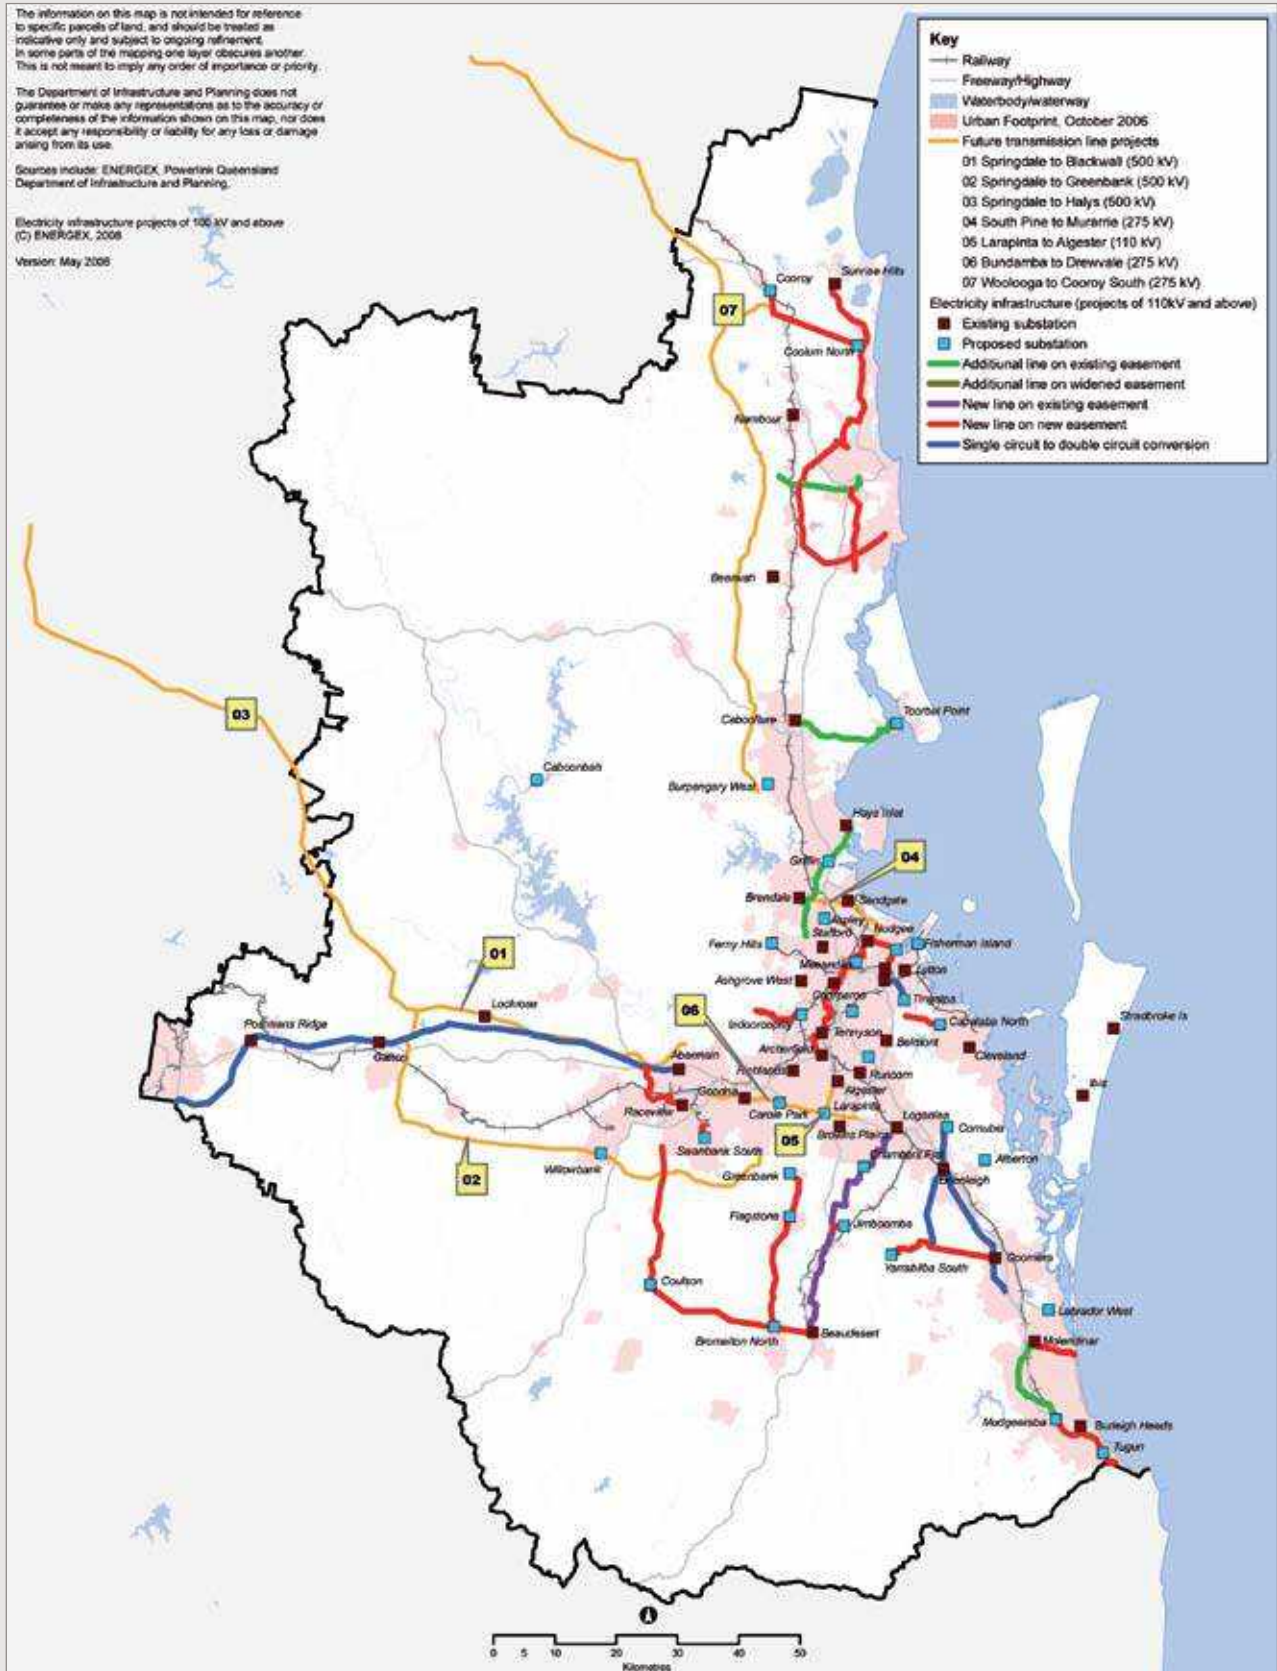 The information on this map is not intended for reference
to specific parcels of land, and should be treated as
indicative only and subject to ongoing refinement.
In some parts of the mapping one layer obscures another.
This is not meant to imply any order of importance or priority.
The Department of Infrastructure and Planning does not
guarantee or make any representations as to the accuracy or
completeness of the information shown on this map, nor does
it accept any responsibility or liability for any loss or damage
arising from its use.
Sources include: ENERGEX, Powerlink Queensland
Department of Infrastructure and Planning.
Electricity infrastructure projects of 100 kV and above
(C) ENERGEX, 2008
Version: May 2008
Key
Railway
Freeway/Highway
Waterbody/waterway
Urban Footprint, October 2006
Future transmission line projects
01 Springdale to Blackwall (500 kV)
02 Springdale to Greenbank (500 kV)
03 Springdale to Halys (500 kV)
04 South Pine to Murarrie (275 kV)
05 Larapinta to Algester (110 kV)
06 Bundamba to Drewvale (275 kV)
07 Woolooga to Cooroy South (275 kV)
Electricity infrastructure (projects of 110kV and above)
Existing substation
Proposed substation
Additional line on existing easement
Additional line on widened easement
New line on existing easement
New line on new easement
Single circuit to double circuit conversion
Cooroy
Sunrise Hills
07
Coolum North
Nambour
Beerwah
03
Caboolture
Toorbul Point
Caboonbah
Burpengary West
Hays Inlet
Griffin
04
Brendale
Sandgate
Aspley
Stafford
Nudgee
Ferny Hills
Fisherman Island
01
Lytton
Ashgrove West
Tingalpa
Lockrose
06
Indooroopilly
Capalaba North
Stradbroke Is
Postmans Ridge
Tennyson
Belmont
Gatton
Abermain
Archerfield
Cleveland
Richlands
Runcorn
Ibis
Goodna
Algester
Raceview
Carole Park
Larapinta
Loganlea
05
Browns Plains
Cornubia
Swanbank South
Chambers Flat
Alberton
02
Willowbank
Greenbank
Beenleigh
Flagstone
Jimboomba
Coomera
Yarrabilba South
Coulson
Labrador West
Bromelton North
Beaudesert
Molendinar
Mudgeeraba
Burleigh Heads
Tugun
0 5 10 20 30 40 50
Kilometres